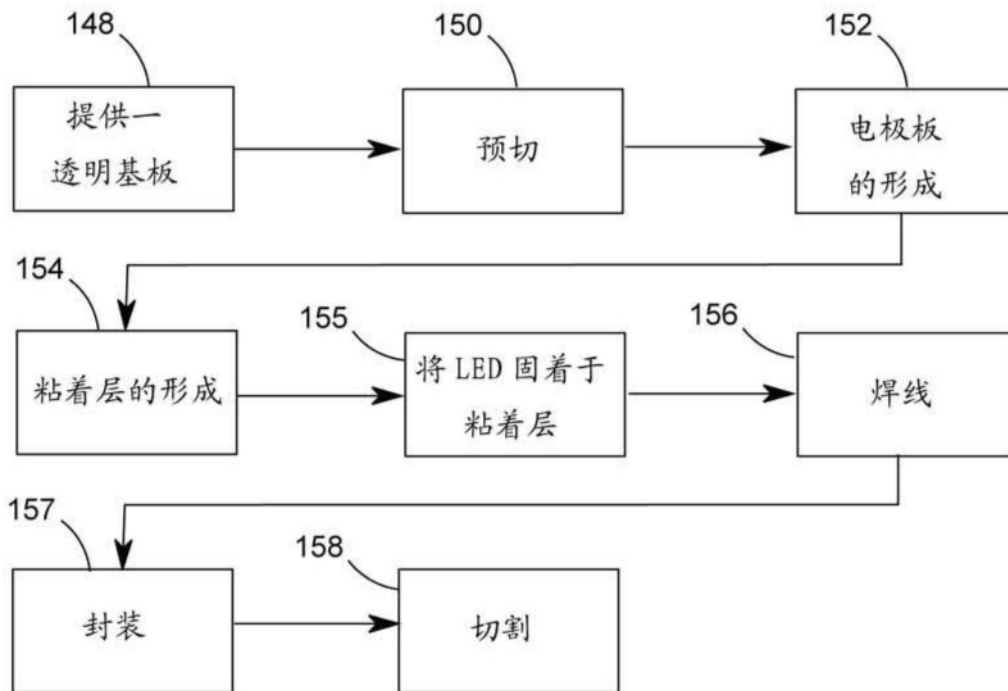 148
提供一
透明基板
150
预切
152
电极板
的形成
154
粘着层的形成
155
将 LED 固着于
粘着层
156
焊线
157
封装
158
切割